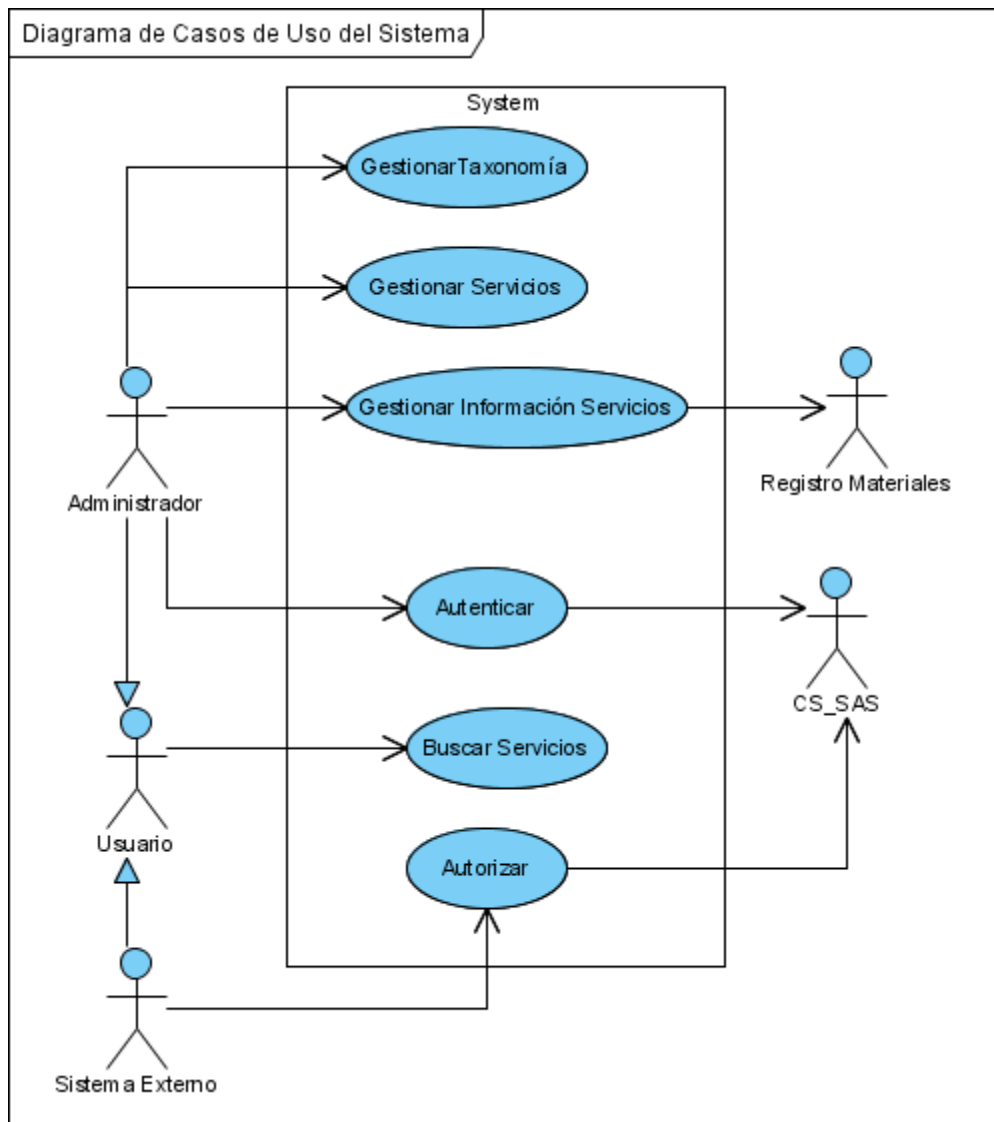 Diagrama de Casos de Uso del Sistema
System
GestionarTaxonomía
Gestionar Servicios
Gestionar Información Servicios
Registro Materiales
Administrador
Autenticar
CS_SAS
Buscar Servicios
Usuario
Autorizar
Sistema Externo